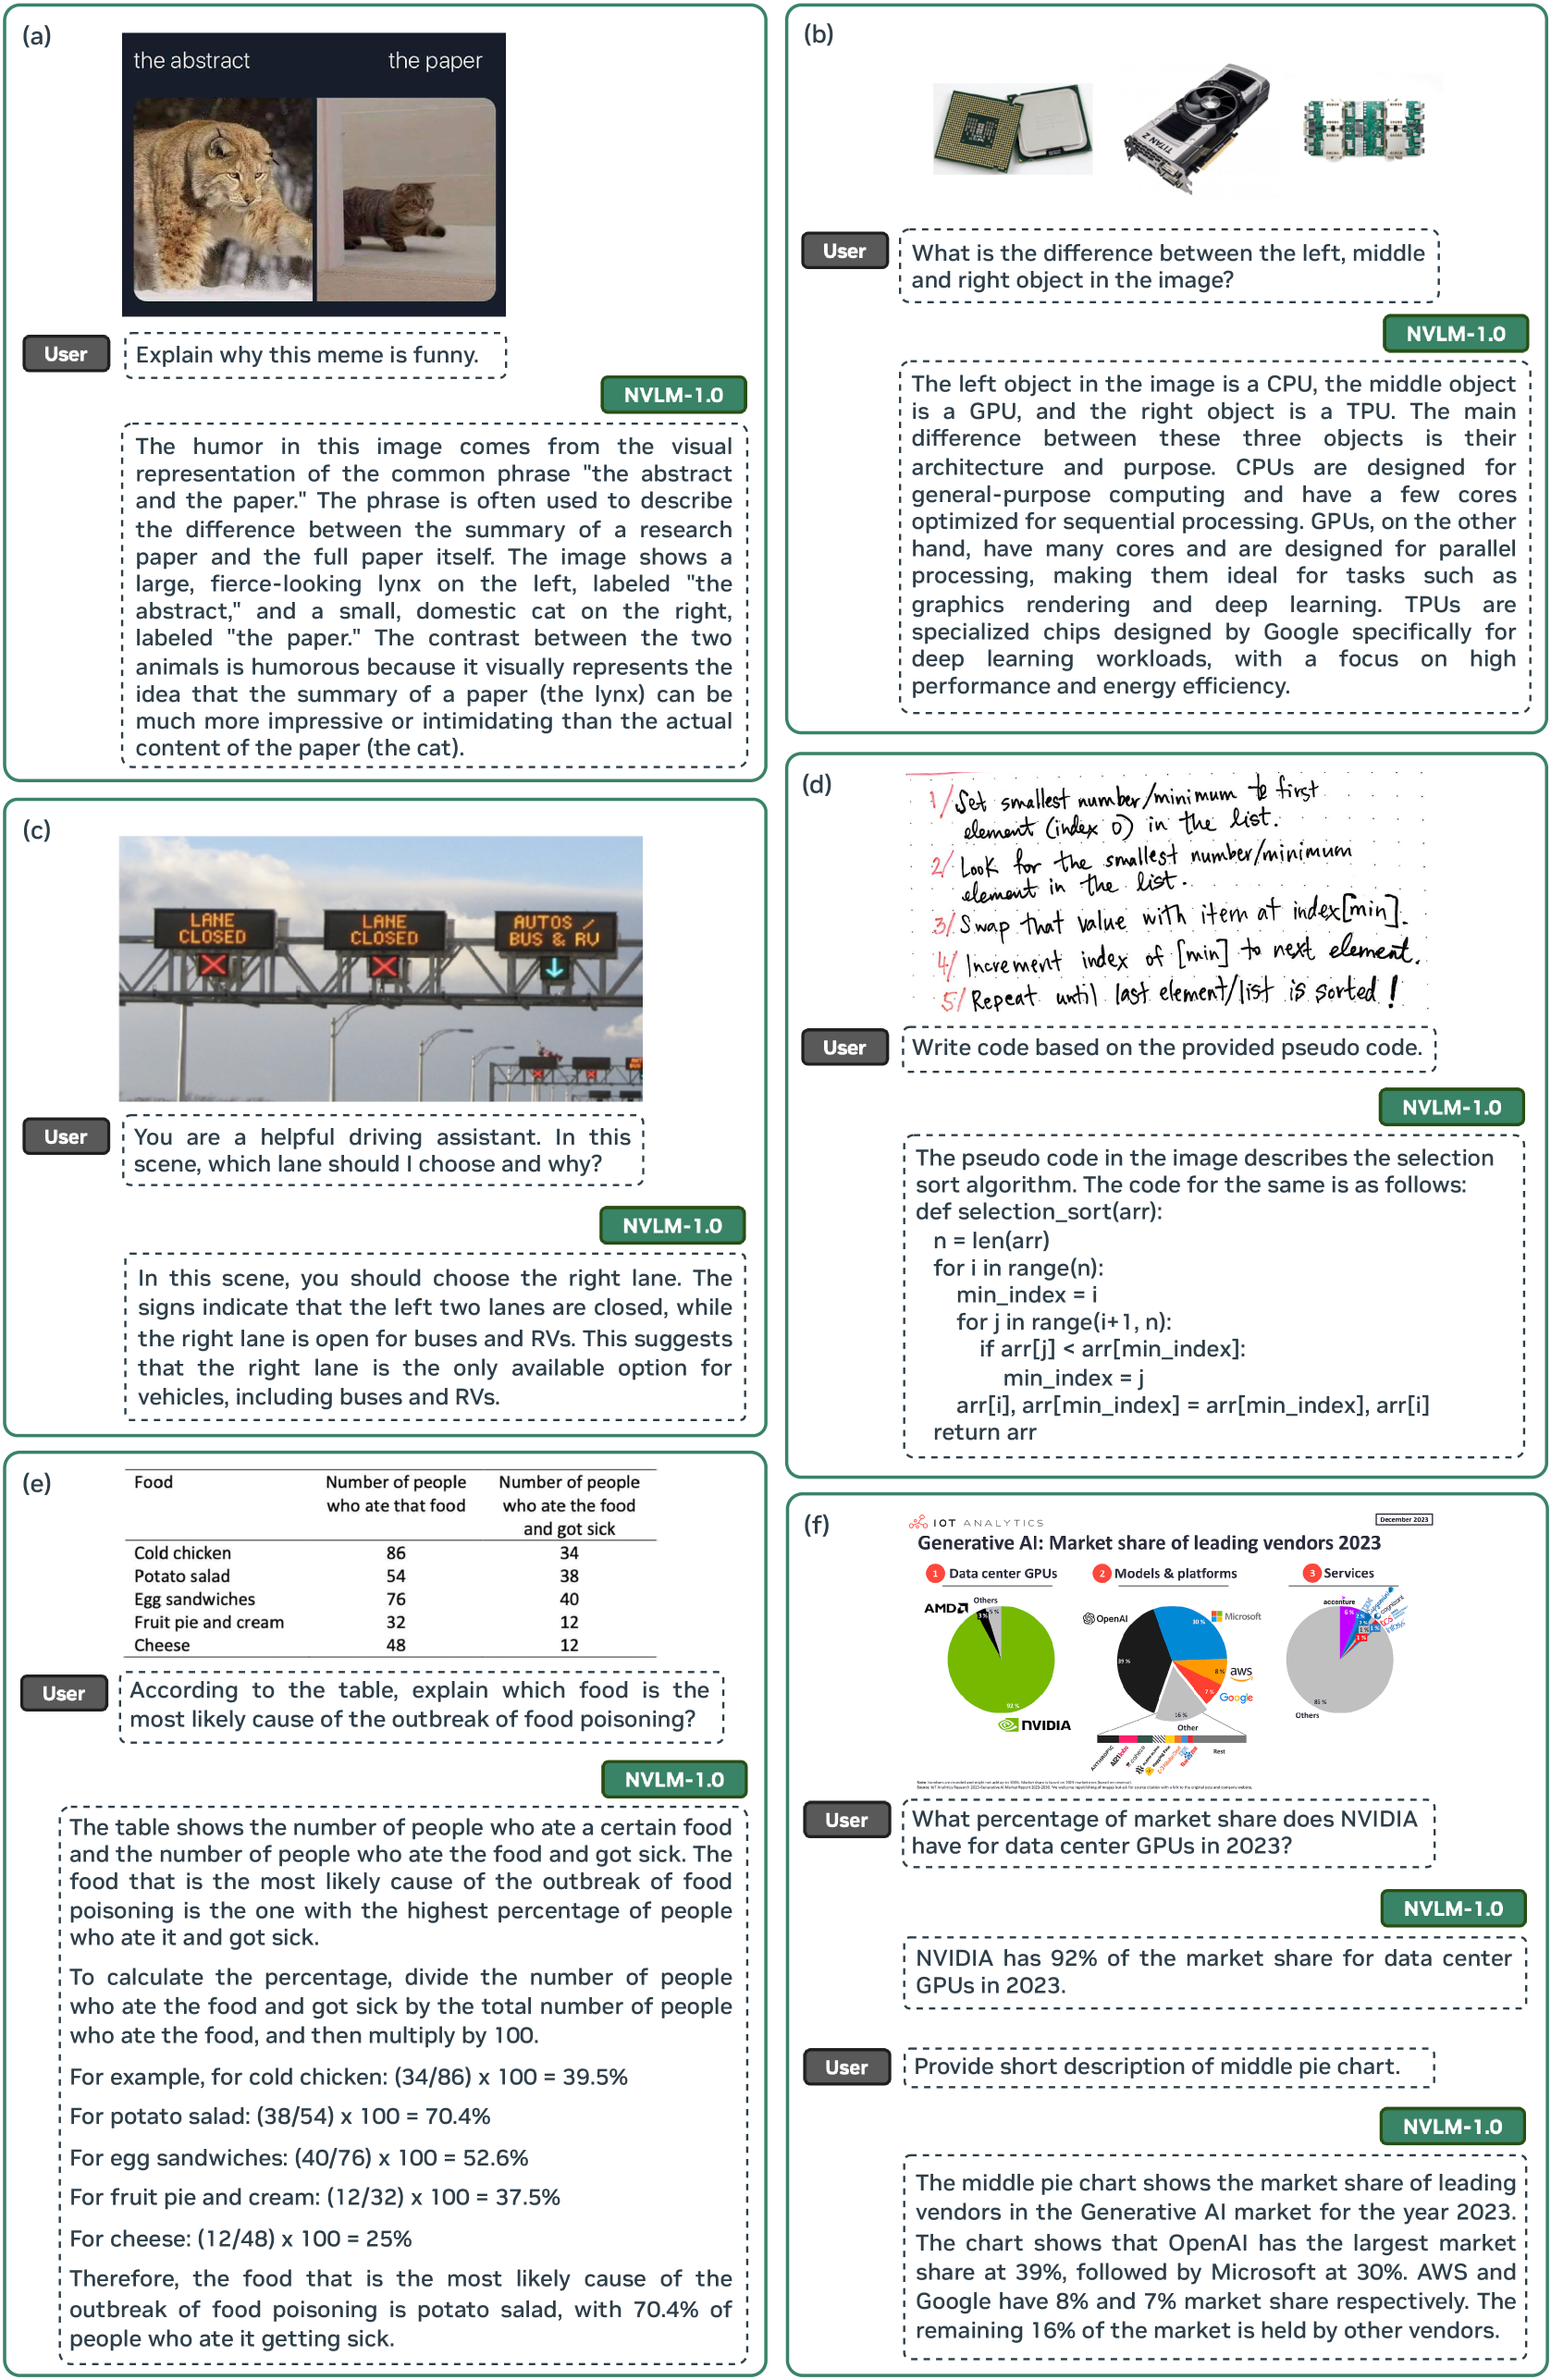 (a)
the abstract the paper
User
Explain why this meme is funny.
NVLM-1.0
The humor in this image comes from the visual
representation of the common phrase "the abstract
and the paper." The phrase is often used to describe
the difference between the summary of a research
paper and the full paper itself. The image shows a
large, fierce-looking lynx on the left, labeled "the
abstract," and a small, domestic cat on the right,
labeled "the paper." The contrast between the two
animals is humorous because it visually represents the
idea that the summary of a paper (the lynx) can be
much more impressive or intimidating than the actual
content of the paper (the cat).
(b)
TITAN Z
User
What is the difference between the left, middle
and right object in the image?
NVLM-1.0
The left object in the image is a CPU, the middle object
is a GPU, and the right object is a TPU. The main
difference between these three objects is their
architecture and purpose. CPUs are designed for
general-purpose computing and have a few cores
optimized for sequential processing. GPUs, on the other
hand, have many cores and are designed for parallel
processing, making them ideal for tasks such as
graphics rendering and deep learning. TPUs are
specialized chips designed by Google specifically for
deep learning workloads, with a focus on high
performance and energy efficiency.
(c)
LANE
CLOSED
LANE
CLOSED
AUTOS /
BUS & RV
User
You are a helpful driving assistant. In this
scene, which lane should I choose and why?
NVLM-1.0
In this scene, you should choose the right lane. The
signs indicate that the left two lanes are closed, while
the right lane is open for buses and RVs. This suggests
that the right lane is the only available option for
vehicles, including buses and RVs.
(d)
1/ Set smallest number/minimum to first
element (index 0) in the list.
2/ Look for the smallest number/minimum
element in the list.
3/ Swap that value with item at index[min].
4/ Increment index of [min] to next element.
5/ Repeat until last element/list is sorted!
User
Write code based on the provided pseudo code.
NVLM-1.0
The pseudo code in the image describes the selection
sort algorithm. The code for the same is as follows:
def selection_sort(arr):
n = len(arr)
for i in range(n):
min_index = i
for j in range(i+1, n):
if arr[j] < arr[min_index]:
min_index = j
arr[i], arr[min_index] = arr[min_index], arr[i]
return arr
(e)
Food Number of people Number of people
who ate that food who ate the food
and got sick
Cold chicken 86 34
Potato salad 54 38
Egg sandwiches 76 40
Fruit pie and cream 32 12
Cheese 48 12
User
According to the table, explain which food is the
most likely cause of the outbreak of food poisoning?
NVLM-1.0
The table shows the number of people who ate a certain food
and the number of people who ate the food and got sick. The
food that is the most likely cause of the outbreak of food
poisoning is the one with the highest percentage of people
who ate it and got sick.
To calculate the percentage, divide the number of people
who ate the food and got sick by the total number of people
who ate the food, and then multiply by 100.
For example, for cold chicken: (34/86) x 100 = 39.5%
For potato salad: (38/54) x 100 = 70.4%
For egg sandwiches: (40/76) x 100 = 52.6%
For fruit pie and cream: (12/32) x 100 = 37.5%
For cheese: (12/48) x 100 = 25%
Therefore, the food that is the most likely cause of the
outbreak of food poisoning is potato salad, with 70.4% of
people who ate it getting sick.
(f)
IOT ANALYTICS
December 2023
Generative AI: Market share of leading vendors 2023
1 Data center GPUs
2 Models & platforms
3 Services
AMD
Others
3% 5%
92 %
NVIDIA
OpenAI
39 %
30 %
Microsoft
8 %
aws
7 %
Google
16 %
Other
ANTHROPIC
AI21labs
cohere
Hugging Face
Rest
accenture
6 %
IBM
Capgemini
cognizant
Infosys
85 %
Others
User
What percentage of market share does NVIDIA
have for data center GPUs in 2023?
NVLM-1.0
NVIDIA has 92% of the market share for data center
GPUs in 2023.
User
Provide short description of middle pie chart.
NVLM-1.0
The middle pie chart shows the market share of leading
vendors in the Generative AI market for the year 2023.
The chart shows that OpenAI has the largest market
share at 39%, followed by Microsoft at 30%. AWS and
Google have 8% and 7% market share respectively. The
remaining 16% of the market is held by other vendors.